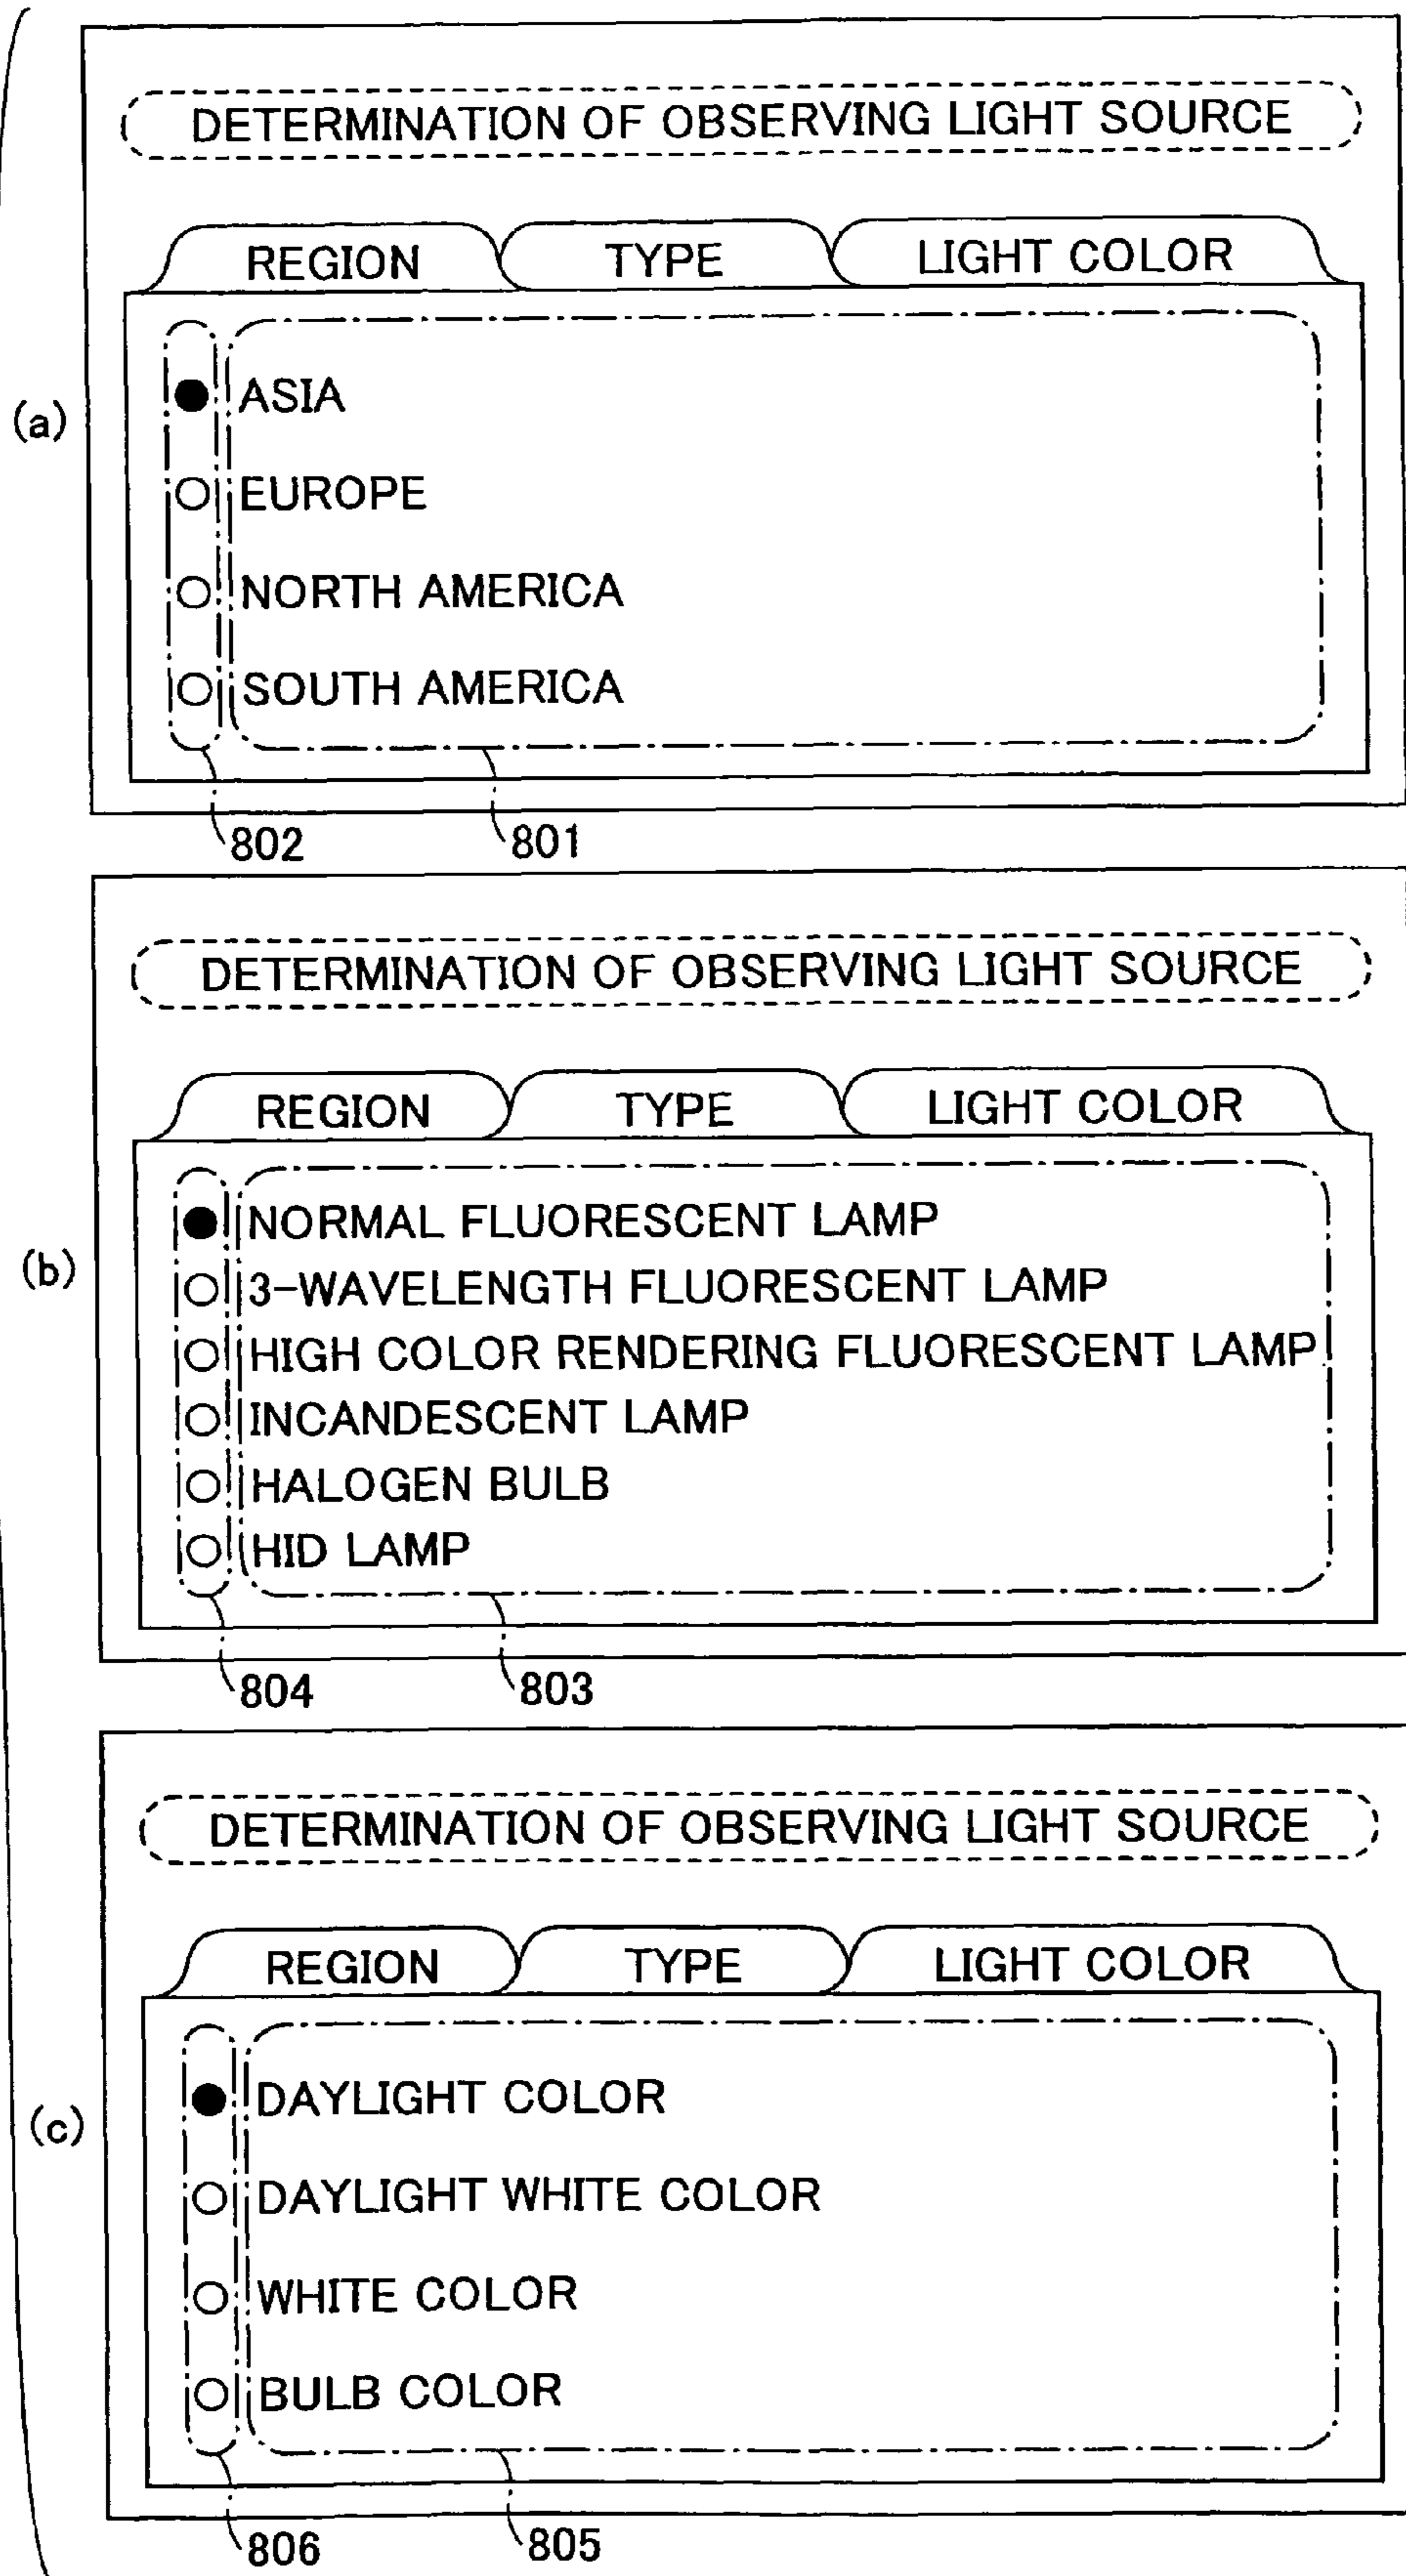 DETERMINATION OF OBSERVING LIGHT SOURCE
REGION TYPE LIGHT COLOR
(a)
ASIA
EUROPE
NORTH AMERICA
SOUTH AMERICA
802 801
DETERMINATION OF OBSERVING LIGHT SOURCE
REGION TYPE LIGHT COLOR
(b)
NORMAL FLUORESCENT LAMP
3-WAVELENGTH FLUORESCENT LAMP
HIGH COLOR RENDERING FLUORESCENT LAMP
INCANDESCENT LAMP
HALOGEN BULB
HID LAMP
804 803
DETERMINATION OF OBSERVING LIGHT SOURCE
REGION TYPE LIGHT COLOR
(c)
DAYLIGHT COLOR
DAYLIGHT WHITE COLOR
WHITE COLOR
BULB COLOR
806 805